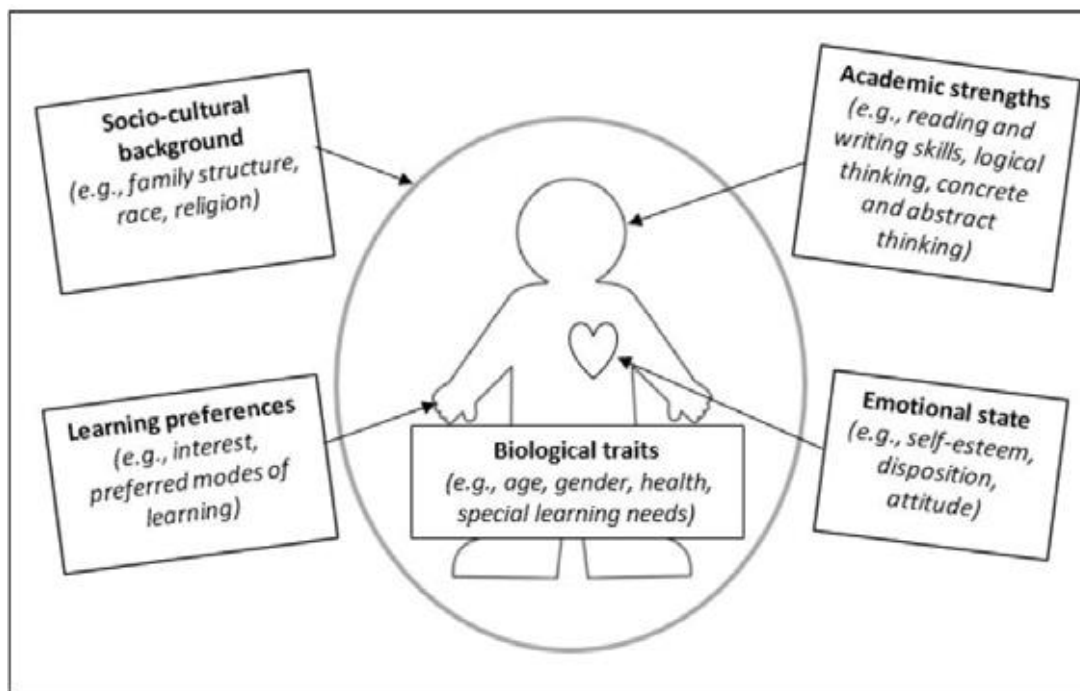 Socio-cultural
background
(e.g., family structure,
race, religion)
Academic strengths
(e.g., reading and
writing skills, logical
thinking, concrete
and abstract
thinking)
Learning preferences
(e.g., interest,
preferred modes of
learning)
Biological traits
(e.g., age, gender, health,
special learning needs)
Emotional state
(e.g., self-esteem,
disposition,
attitude)